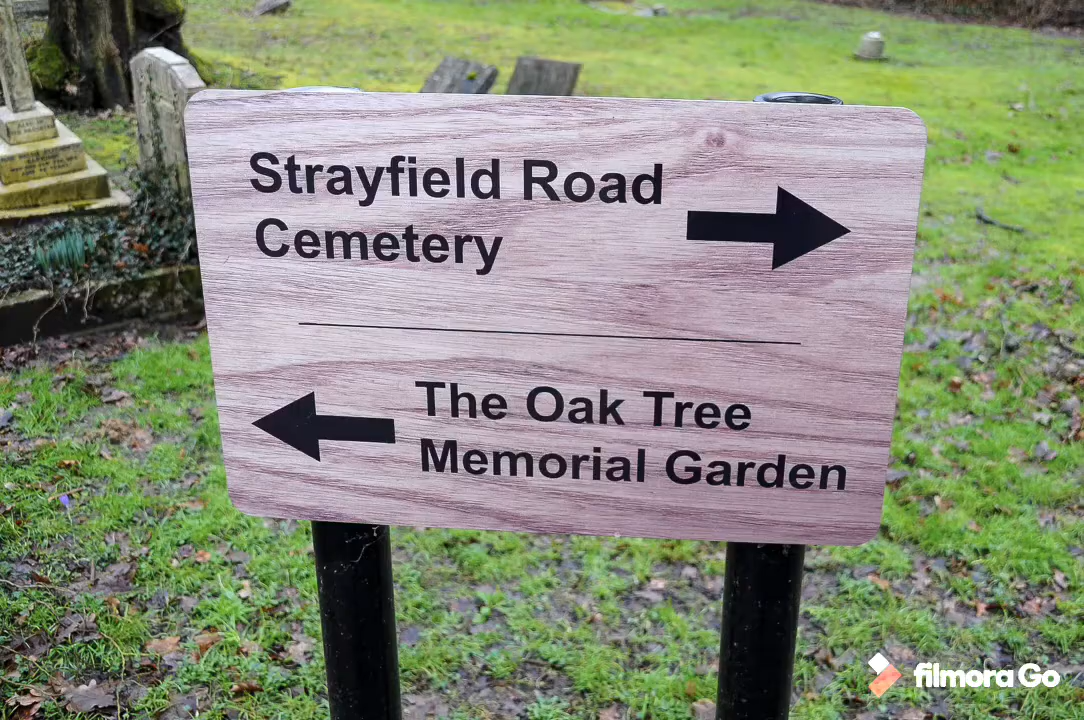 Strayfield Road
Cemetery
The Oak Tree
Memorial Garden
filmora Go